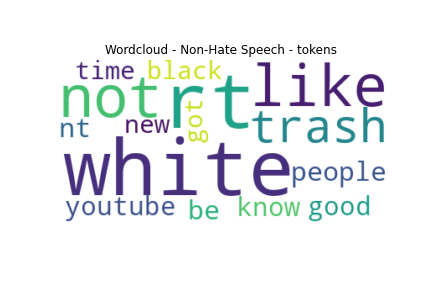 Wordcloud - Non-Hate Speech - tokens
time black
not rt like
nt new got trash
white people
youtube be know good